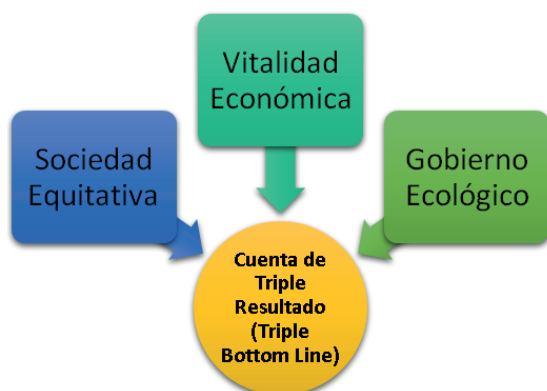 Vitalidad
Económica
Sociedad
Equitativa
Gobierno
Ecológico
Cuenta de
Triple
Resultado
(Triple
Bottom Line)